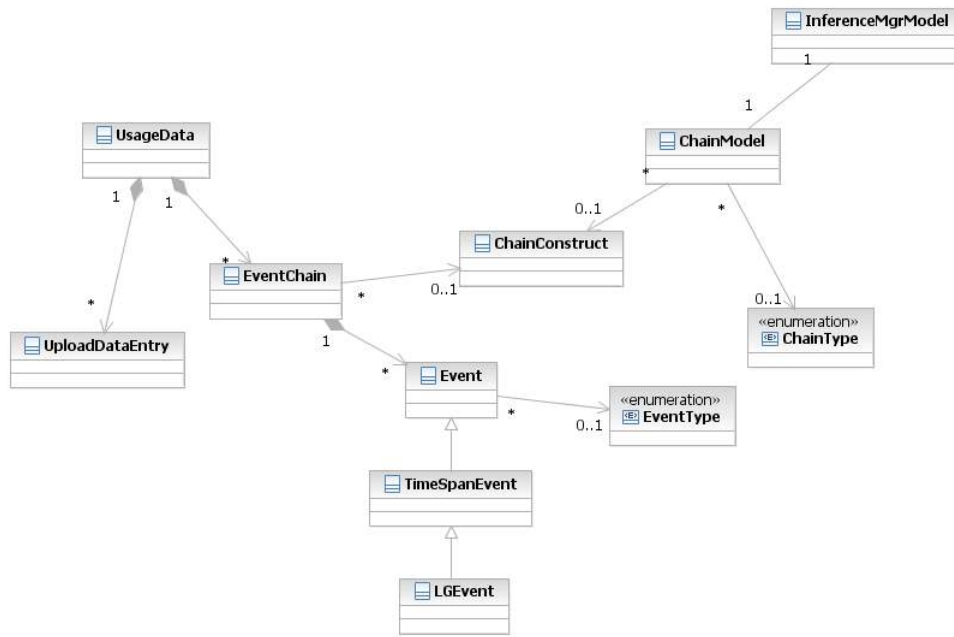 InferenceMgrModel
1
1
UsageData
ChainModel
1
1
*
*
0..1
ChainConstruct
EventChain
*
*
0..1
*
0..1
UploadDataEntry
1
«enumeration»
ChainType
*
Event
*
0..1
«enumeration»
EventType
TimeSpanEvent
LGEvent